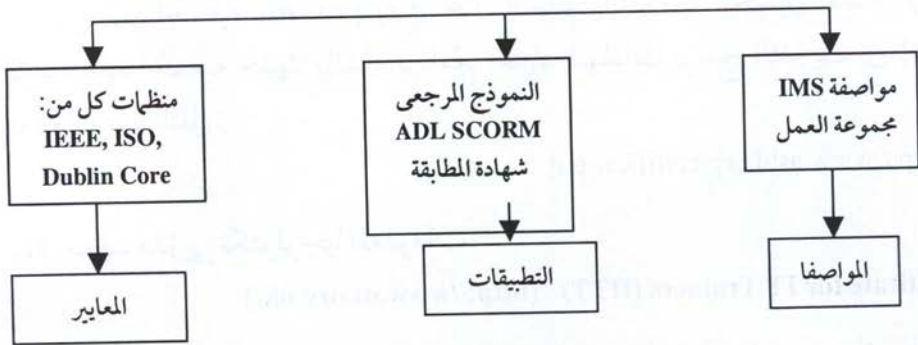 مواصفة IMS
مجموعة العمل
النموذج المرجعى
ADL SCORM
شهادة المطابقة
منظمات كل من:
IEEE, ISO,
Dublin Core
المواصفا
التطبيقات
المعايير